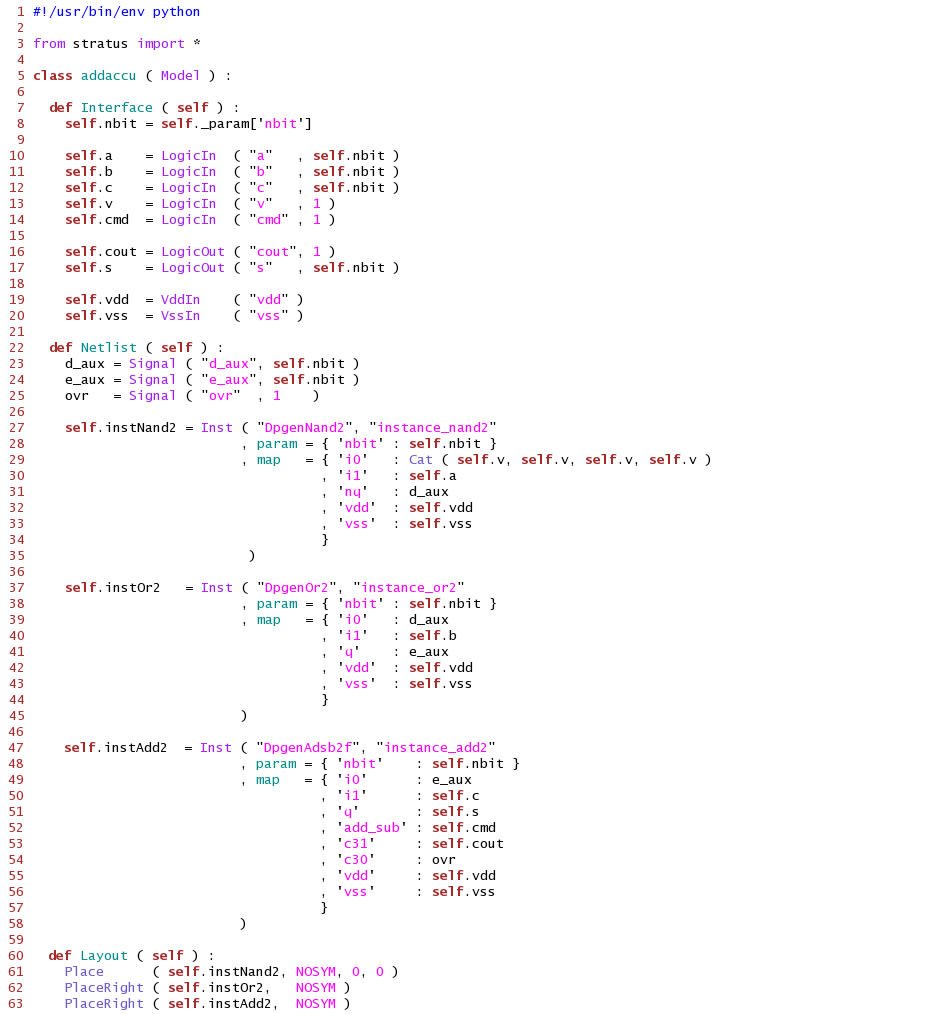 1 #!/usr/bin/env python
2
3 from stratus import *
4
5 class addaccu ( Model ) :
6
7   def Interface ( self ) :
8     self.nbit = self._param['nbit']
9
10     self.a    = LogicIn  ( "a"   , self.nbit )
11     self.b    = LogicIn  ( "b"   , self.nbit )
12     self.c    = LogicIn  ( "c"   , self.nbit )
13     self.v    = LogicIn  ( "v"   , 1 )
14     self.cmd  = LogicIn  ( "cmd" , 1 )
15
16     self.cout = LogicOut ( "cout", 1 )
17     self.s    = LogicOut ( "s"   , self.nbit )
18
19     self.vdd  = VddIn    ( "vdd" )
20     self.vss  = VssIn    ( "vss" )
21
22   def Netlist ( self ) :
23     d_aux = Signal ( "d_aux", self.nbit )
24     e_aux = Signal ( "e_aux", self.nbit )
25     ovr   = Signal ( "ovr"  , 1    )
26
27     self.instNand2 = Inst ( "DpgenNand2", "instance_nand2"
28                           , param = { 'nbit' : self.nbit }
29                           , map   = { 'i0'   : Cat ( self.v, self.v, self.v, self.v )
30                                     , 'i1'   : self.a
31                                     , 'nq'   : d_aux
32                                     , 'vdd'  : self.vdd
33                                     , 'vss'  : self.vss
34                                     }
35                            )
36
37     self.instOr2   = Inst ( "DpgenOr2", "instance_or2"
38                           , param = { 'nbit' : self.nbit }
39                           , map   = { 'i0'   : d_aux
40                                     , 'i1'   : self.b
41                                     , 'q'    : e_aux
42                                     , 'vdd'  : self.vdd
43                                     , 'vss'  : self.vss
44                                     }
45                           )
46
47     self.instAdd2  = Inst ( "DpgenAdsb2f", "instance_add2"
48                           , param = { 'nbit'    : self.nbit }
49                           , map   = { 'i0'      : e_aux
50                                     , 'i1'      : self.c
51                                     , 'q'       : self.s
52                                     , 'add_sub' : self.cmd
53                                     , 'c31'     : self.cout
54                                     , 'c30'     : ovr
55                                     , 'vdd'     : self.vdd
56                                     , 'vss'     : self.vss
57                                     }
58                           )
59
60   def Layout ( self ) :
61     Place      ( self.instNand2, NOSYM, 0, 0 )
62     PlaceRight ( self.instOr2,   NOSYM )
63     PlaceRight ( self.instAdd2,  NOSYM )